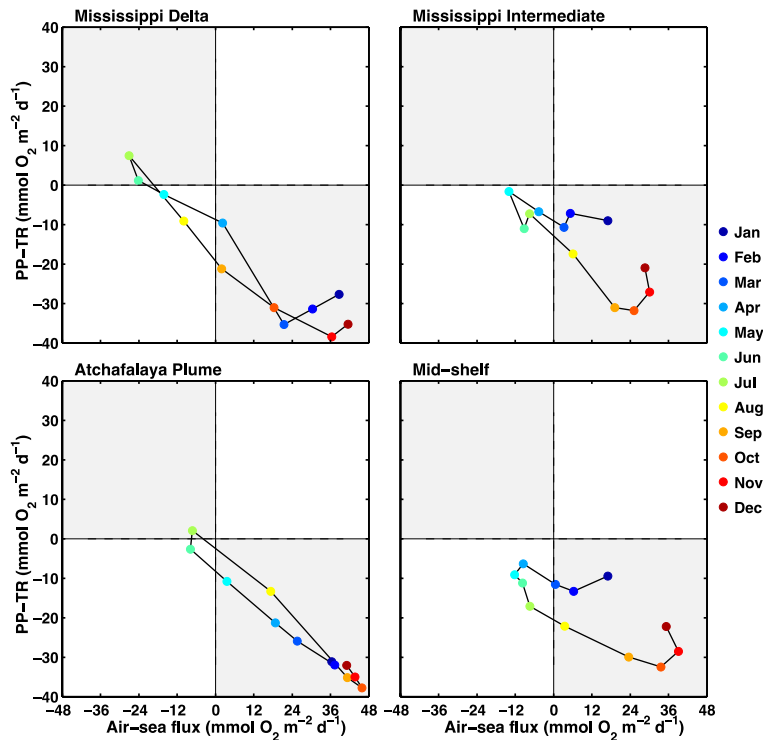 Mississippi Delta
Mississippi Intermediate
40
30
20
10
0
−10
−20
−30
−40
PP−TR (mmol O2 m−2 d−1)
Jan
Feb
Mar
Apr
May
Jun
Jul
Aug
Sep
Oct
Nov
Dec
Atchafalaya Plume
Mid−shelf
40
30
20
10
0
−10
−20
−30
−40
PP−TR (mmol O2 m−2 d−1)
−48 −36 −24 −12 0 12 24 36 48
−48 −36 −24 −12 0 12 24 36 48
Air−sea flux (mmol O2 m−2 d−1)
Air−sea flux (mmol O2 m−2 d−1)